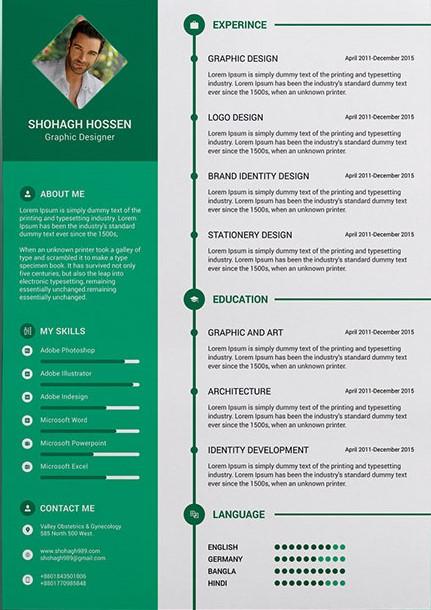 SHOHAGH HOSSEN
Graphic Designer
ABOUT ME
Lorem Ipsum is simply dummy text of the
printing and typesetting industry. Lorem
Ipsum has been the industry's standard
dummy text ever since the 1500s,
When an unknown printer took a galley of
type and scrambled it to make a type
specimen book. It has survived not only
five centuries, but also the leap into
electronic typesetting, remaining
essentially unchanged.remaining
essentially unchanged.
MY SKILLS
Adobe Photoshop
Adobe Illustrator
Adobe Indesign
Microsoft Word
Microsoft Powerpoint
Microsoft Excel
CONTACT ME
Valley Obstetrics & Gynecology
585 North 500 West.
www.shohagh989.com
shohagh989@gmail.com
+8801843501806
+8801770985848
EXPERINCE
GRAPHIC DESIGN April 2011-December 2015
Lorem Ipsum is simply dummy text of the printing and typesetting
industry. Lorem Ipsum has been the industry's standard dummy text
ever since the 1500s, when an unknown printer.
LOGO DESIGN April 2011-December 2015
Lorem Ipsum is simply dummy text of the printing and typesetting
industry. Lorem Ipsum has been the industry's standard dummy text
ever since the 1500s, when an unknown printer.
BRAND IDENTITY DESIGN April 2011-December 2015
Lorem Ipsum is simply dummy text of the printing and typesetting
industry. Lorem Ipsum has been the industry's standard dummy text
ever since the 1500s, when an unknown printer.
STATIONERY DESIGN April 2011-December 2015
Lorem Ipsum is simply dummy text of the printing and typesetting
industry. Lorem Ipsum has been the industry's standard dummy text
ever since the 1500s, when an unknown printer.
EDUCATION
GRAPHIC AND ART April 2011-December 2015
Lorem Ipsum is simply dummy text of the printing and typesetting
industry. Lorem Ipsum has been the industry's standard dummy text
ever since the 1500s, when an unknown printer.
ARCHITECTURE April 2011-December 2015
Lorem Ipsum is simply dummy text of the printing and typesetting
industry. Lorem Ipsum has been the industry's standard dummy text
ever since the 1500s, when an unknown printer.
IDENTITY DEVELOPMENT April 2011-December 2015
Lorem Ipsum is simply dummy text of the printing and typesetting
industry. Lorem Ipsum has been the industry's standard dummy text
ever since the 1500s, when an unknown printer.
LANGUAGE
ENGLISH
GERMANY
BANGLA
HINDI